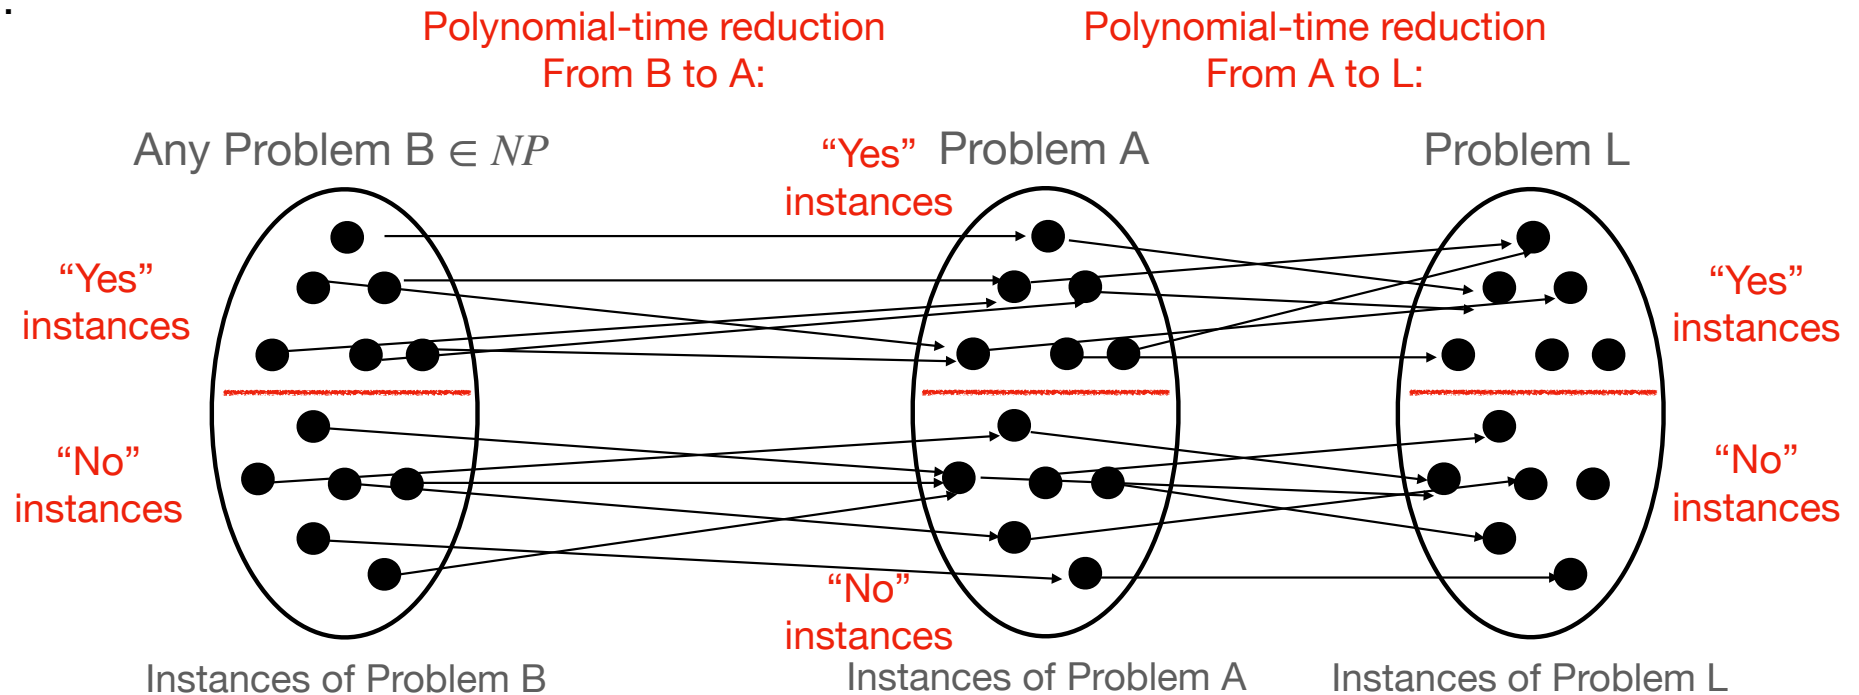 .
Polynomial-time reduction
From B to A:
Polynomial-time reduction
From A to L:
Any Problem B ∈ NP
“Yes”
instances
Problem A
Problem L
“Yes”
instances
“Yes”
instances
“No”
instances
“No”
instances
“No”
instances
Instances of Problem B
Instances of Problem A
Instances of Problem L